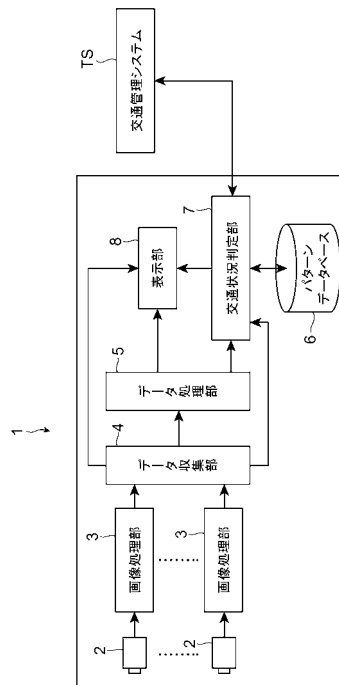 1
TS
交通管理システム
2
3
画像処理部
2
3
画像処理部
4
データ収集部
5
データ処理部
8
表示部
7
交通状況判定部
6
パターン
データベース